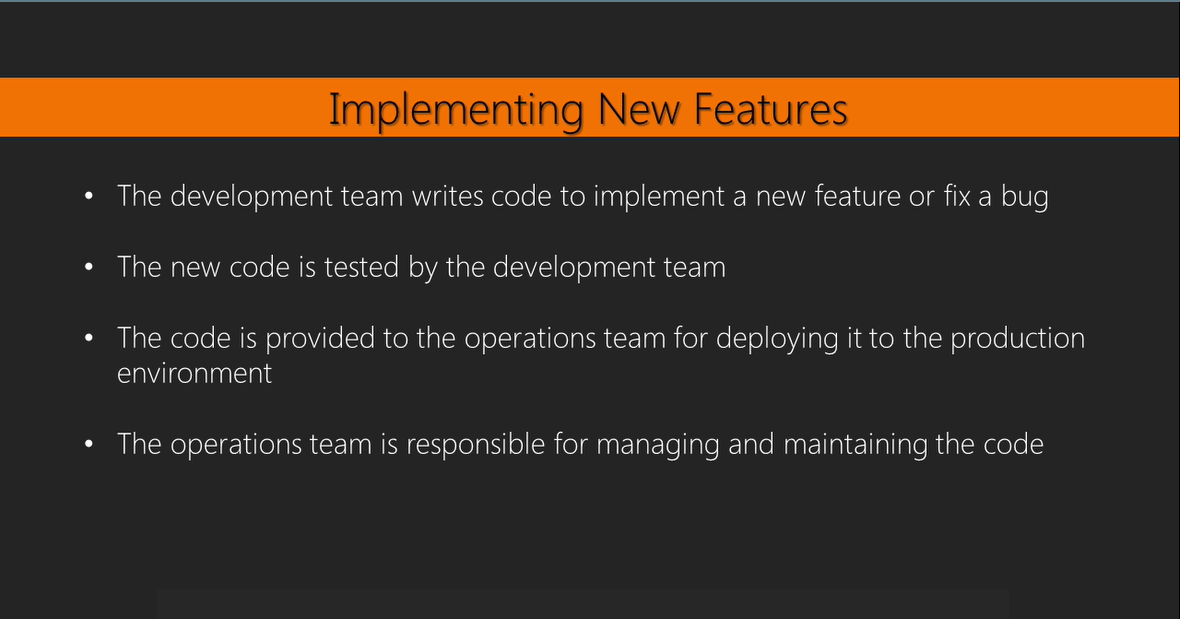 Implementing New Features
• The development team writes code to implement a new feature or fix a bug
• The new code is tested by the development team
• The code is provided to the operations team for deploying it to the production
environment
• The operations team is responsible for managing and maintaining the code